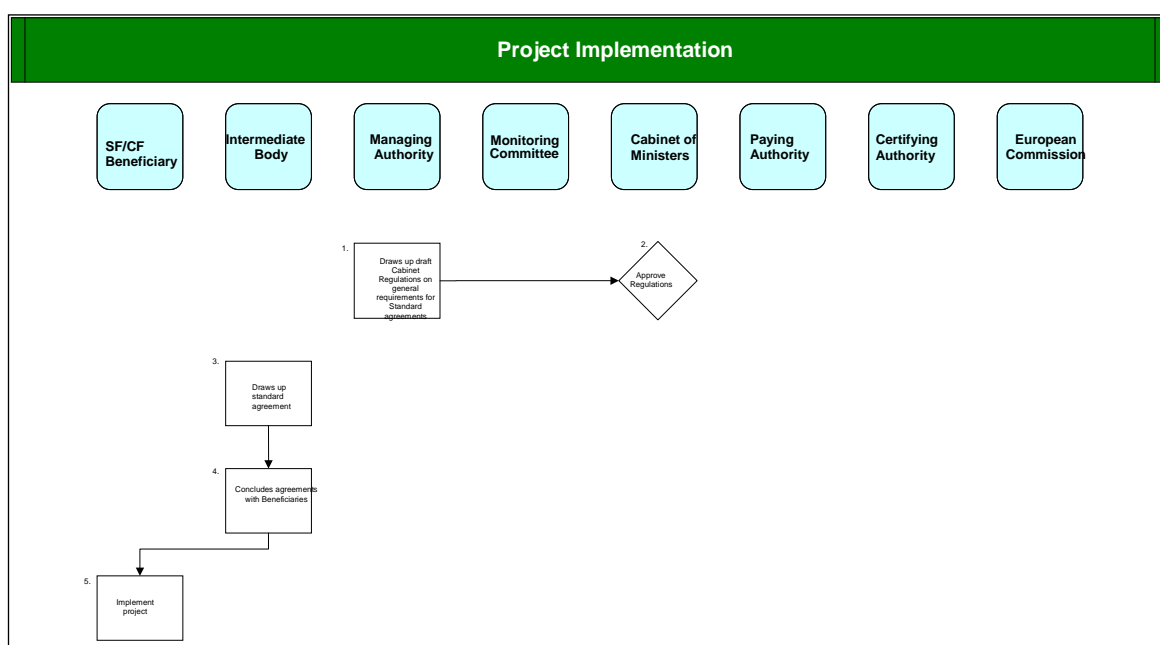 Project Implementation
SF/CF
Beneficiary
Intermediate
Body
Managing
Authority
Monitoring
Committee
Cabinet of
Ministers
Paying
Authority
Certifying
Authority
European
Commission
1.
Draws up draft
Cabinet
Regulations on
general
requirements for
Standard
agreements
2.
Approve
Regulations
3.
Draws up
standard
agreement
4.
Concludes agreements
with Beneficiaries
5.
Implement
project